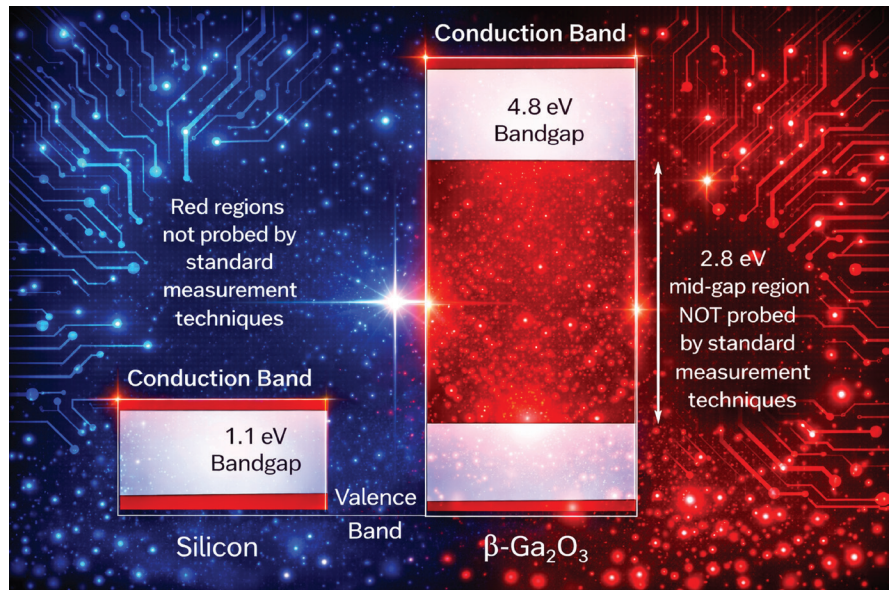 Conduction Band
4.8 eV
Bandgap
Red regions
not probed by
standard
measurement
techniques
2.8 eV
mid-gap region
NOT probed
by standard
measurement
techniques
Conduction Band
1.1 eV
Bandgap
Valence
Band
Silicon
β-Ga₂O₃